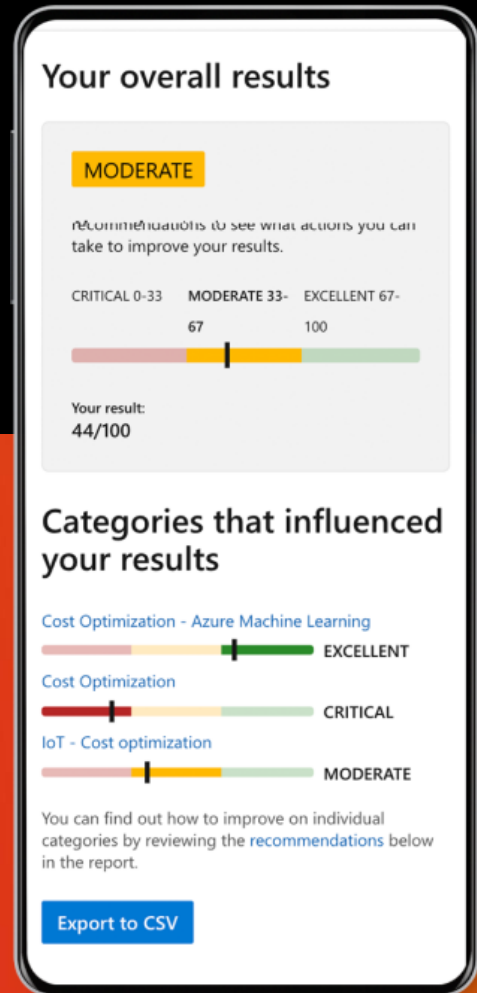 Your overall results
MODERATE
recommendations to see what actions you can
take to improve your results.
CRITICAL 0-33
MODERATE 33-
67
EXCELLENT 67-
100
Your result:
44/100
Categories that influenced
your results
Cost Optimization - Azure Machine Learning
EXCELLENT
Cost Optimization
CRITICAL
IoT - Cost optimization
MODERATE
You can find out how to improve on individual
categories by reviewing the recommendations below
in the report.
Export to CSV